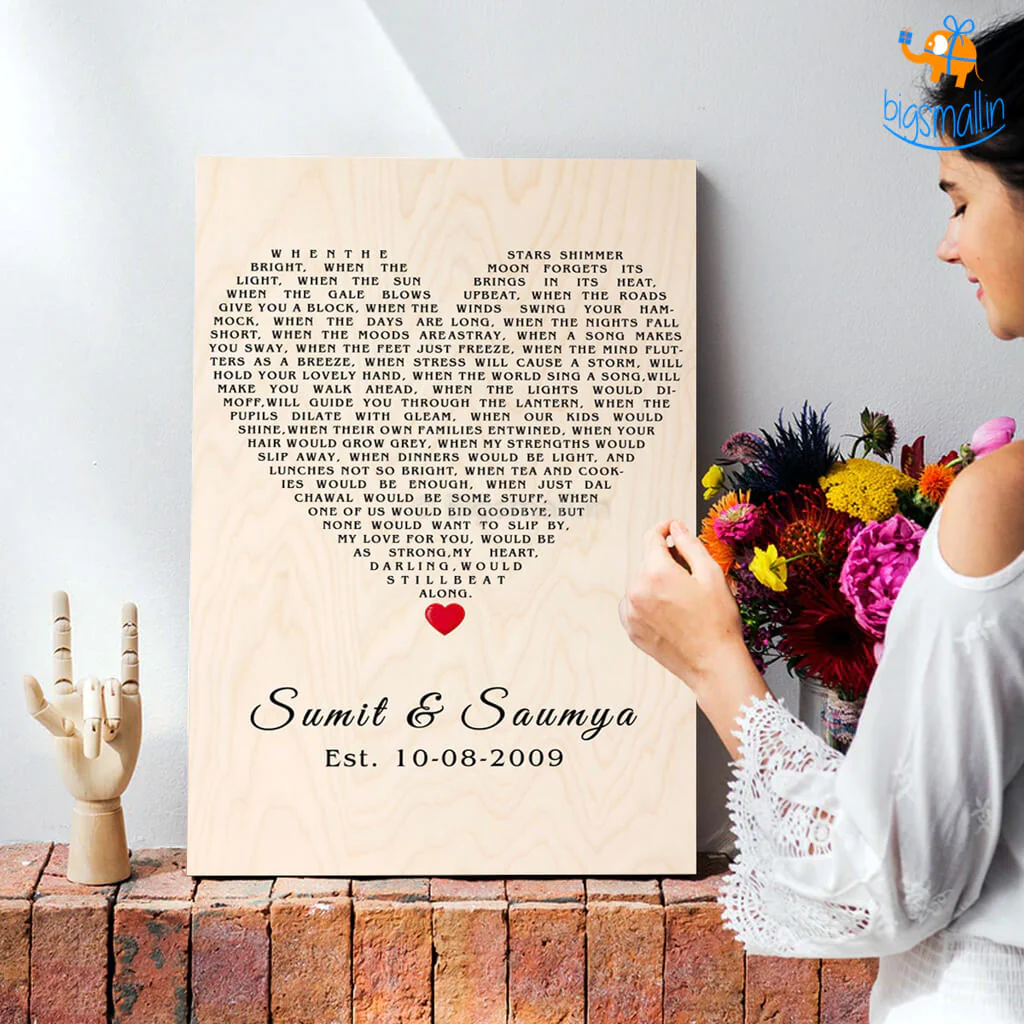 bigsmall.in
WHEN THE STARS SHIMMER
BRIGHT, WHEN THE MOON FORGETS ITS
LIGHT, WHEN THE SUN BRINGS IN ITS HEAT,
WHEN THE GALE BLOWS UPBEAT, WHEN THE ROADS
GIVE YOU A BLOCK, WHEN THE WINDS SWING YOUR HAM-
MOCK, WHEN THE DAYS ARE LONG, WHEN THE NIGHTS FALL
SHORT, WHEN THE MOODS AREASTRAY, WHEN A SONG MAKES
YOU SWAY, WHEN THE FEET JUST FREEZE, WHEN THE MIND FLUT-
TERS AS A BREEZE, WHEN STRESS WILL CAUSE A STORM, WILL
HOLD YOUR LOVELY HAND, WHEN THE WORLD SING A SONG,WILL
MAKE YOU WALK AHEAD, WHEN THE LIGHTS WOULD DI-
MOFF,WILL GUIDE YOU THROUGH THE LANTERN, WHEN THE
PUPILS DILATE WITH GLEAM, WHEN OUR KIDS WOULD
SHINE,WHEN THEIR OWN FAMILIES ENTWINED, WHEN YOUR
HAIR WOULD GROW GREY, WHEN MY STRENGTHS WOULD
SLIP AWAY, WHEN DINNERS WOULD BE LIGHT, AND
LUNCHES NOT SO BRIGHT, WHEN TEA AND COOK-
IES WOULD BE ENOUGH, WHEN JUST DAL
CHAWAL WOULD BE SOME STUFF, WHEN
ONE OF US WOULD BID GOODBYE, BUT
NONE WOULD WANT TO SLIP BY,
MY LOVE FOR YOU, WOULD BE
AS STRONG,MY HEART,
DARLING,WOULD
STILL BEAT
ALONG.
Sumit & Saumya
Est. 10-08-2009